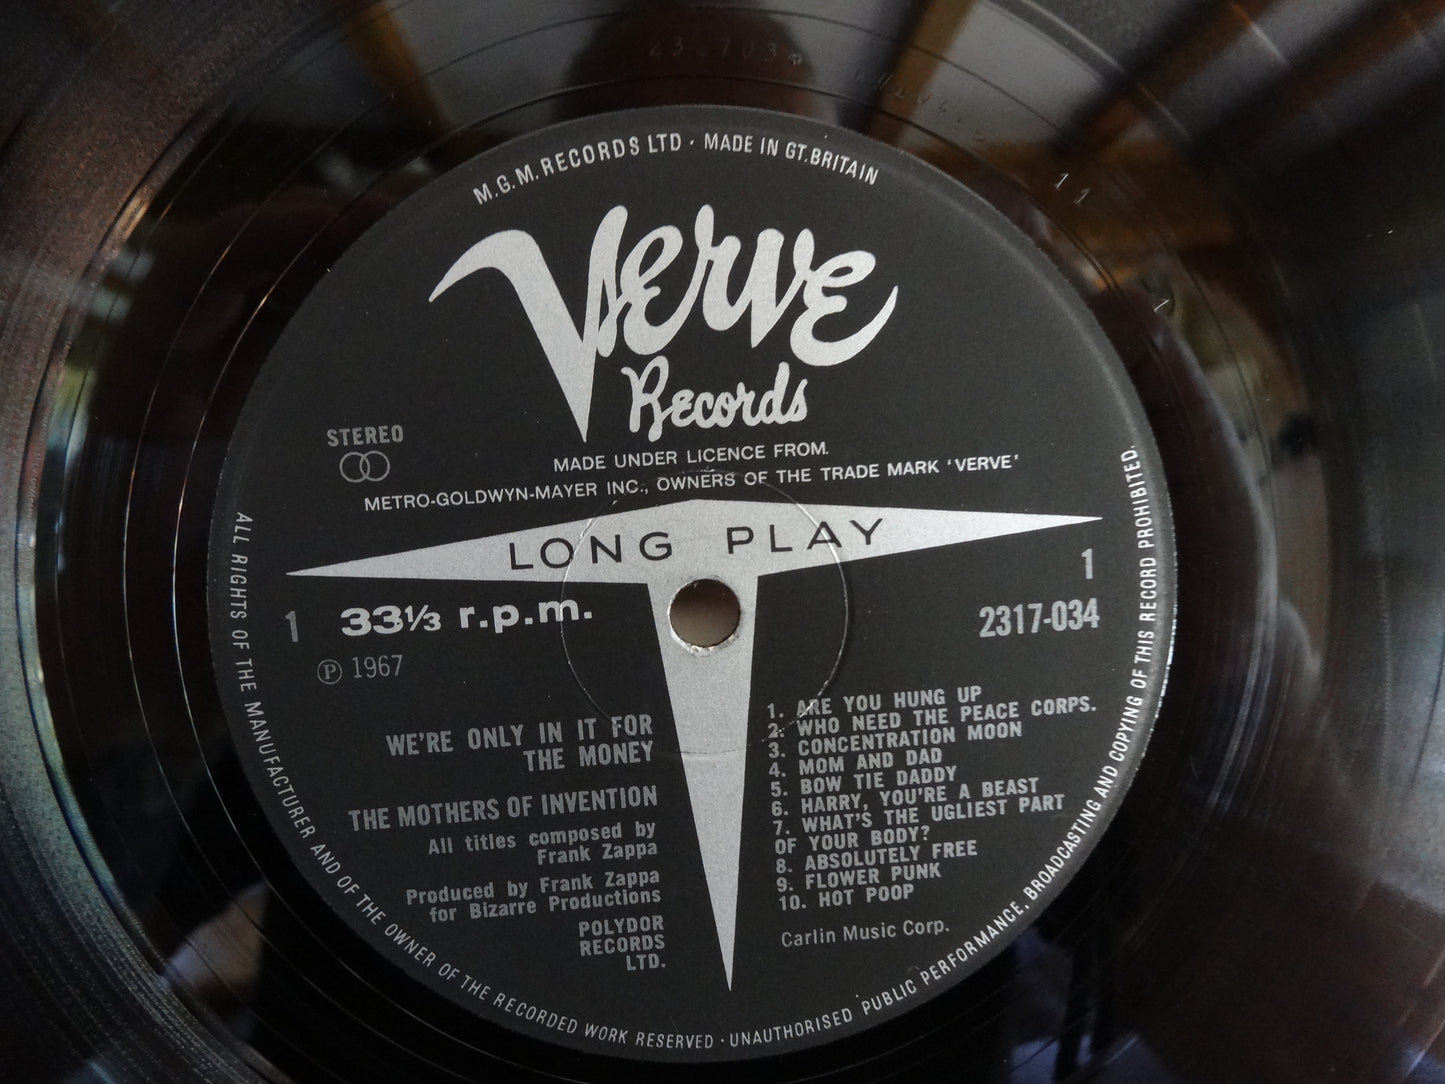 M.G.M. RECORDS LTD · MADE IN GT. BRITAIN
Verve
Records
STEREO
MADE UNDER LICENCE FROM.
METRO-GOLDWYN-MAYER INC., OWNERS OF THE TRADE MARK 'VERVE'
LONG PLAY
1
33⅓ r.p.m.
℗ 1967
1
2317-034
WE'RE ONLY IN IT FOR
THE MONEY
THE MOTHERS OF INVENTION
All titles composed by
Frank Zappa
Produced by Frank Zappa
for Bizarre Productions
POLYDOR
RECORDS
LTD.
1. ARE YOU HUNG UP
2. WHO NEED THE PEACE CORPS.
3. CONCENTRATION MOON
4. MOM AND DAD
5. BOW TIE DADDY
6. HARRY, YOU'RE A BEAST
7. WHAT'S THE UGLIEST PART
OF YOUR BODY?
8. ABSOLUTELY FREE
9. FLOWER PUNK
10. HOT POOP
Carlin Music Corp.
ALL RIGHTS OF THE MANUFACTURER AND OF THE OWNER OF THE RECORDED WORK RESERVED · UNAUTHORISED PUBLIC PERFORMANCE, BROADCASTING AND COPYING OF THIS RECORD PROHIBITED.
11
1